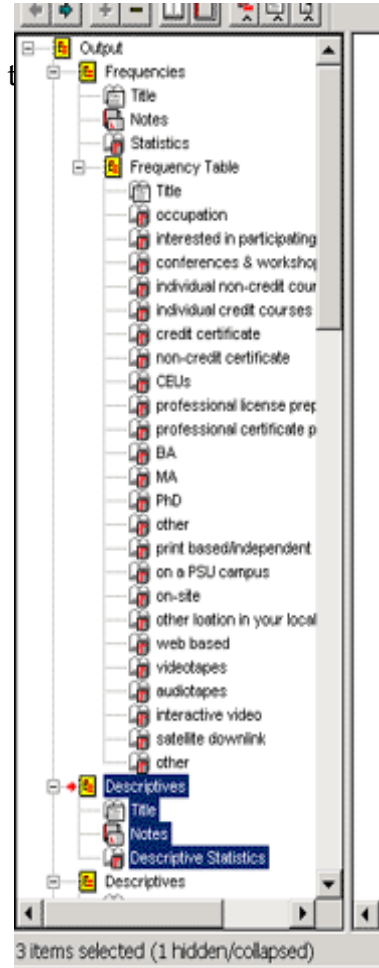 Output
t
Frequencies
Title
Notes
Statistics
Frequency Table
Title
occupation
interested in participating
conferences & workshop
individual non-credit cour
individual credit courses
credit certificate
non-credit certificate
CEUs
professional license prep
professional certificate p
BA
MA
PhD
other
print based/independent
on a PSU campus
on-site
other loation in your local
web based
videotapes
audiotapes
interactive video
satellite downlink
other
Descriptives
Title
Notes
Descriptive Statistics
Descriptives
3 items selected (1 hidden/collapsed)